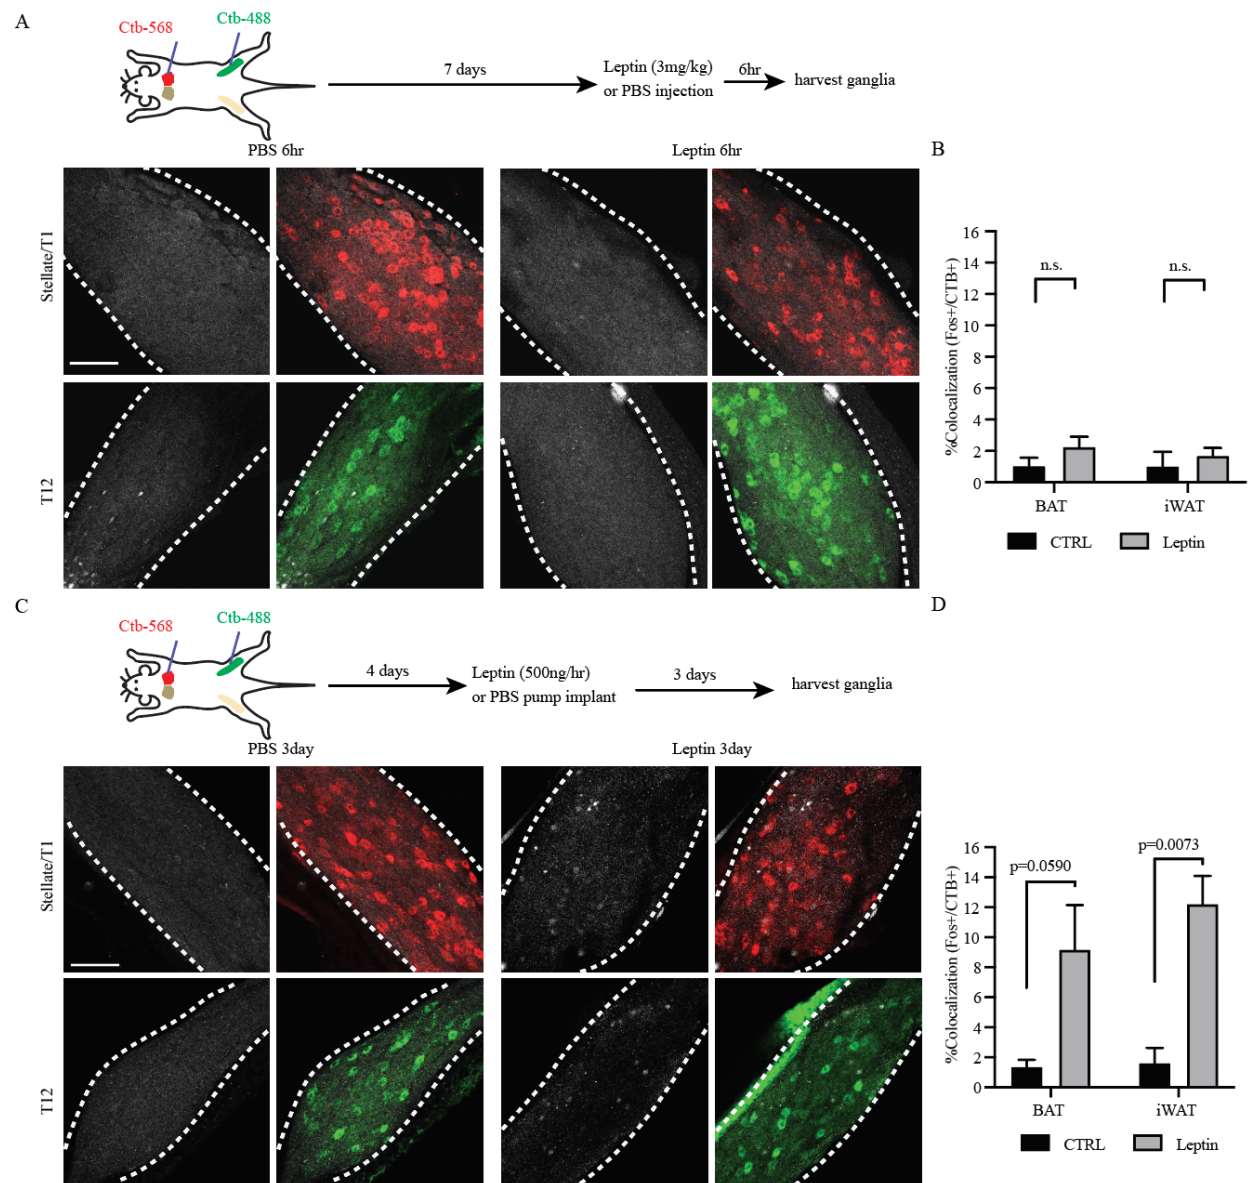 A
Ctb-568
Ctb-488
7 days
Leptin (3mg/kg)
or PBS injection
6hr
harvest ganglia
PBS 6hr
Leptin 6hr
Stellate/T1
T12
B
%Colocalization (Fos+/CTB+)
16
14
12
10
8
6
4
2
0
n.s.
n.s.
BAT
iWAT
CTRL
Leptin
C
Ctb-568
Ctb-488
4 days
Leptin (500ng/hr)
or PBS pump implant
3 days
harvest ganglia
PBS 3day
Leptin 3day
Stellate/T1
T12
D
%Colocalization (Fos+/CTB+)
16
14
12
10
8
6
4
2
0
p=0.0590
p=0.0073
BAT
iWAT
CTRL
Leptin